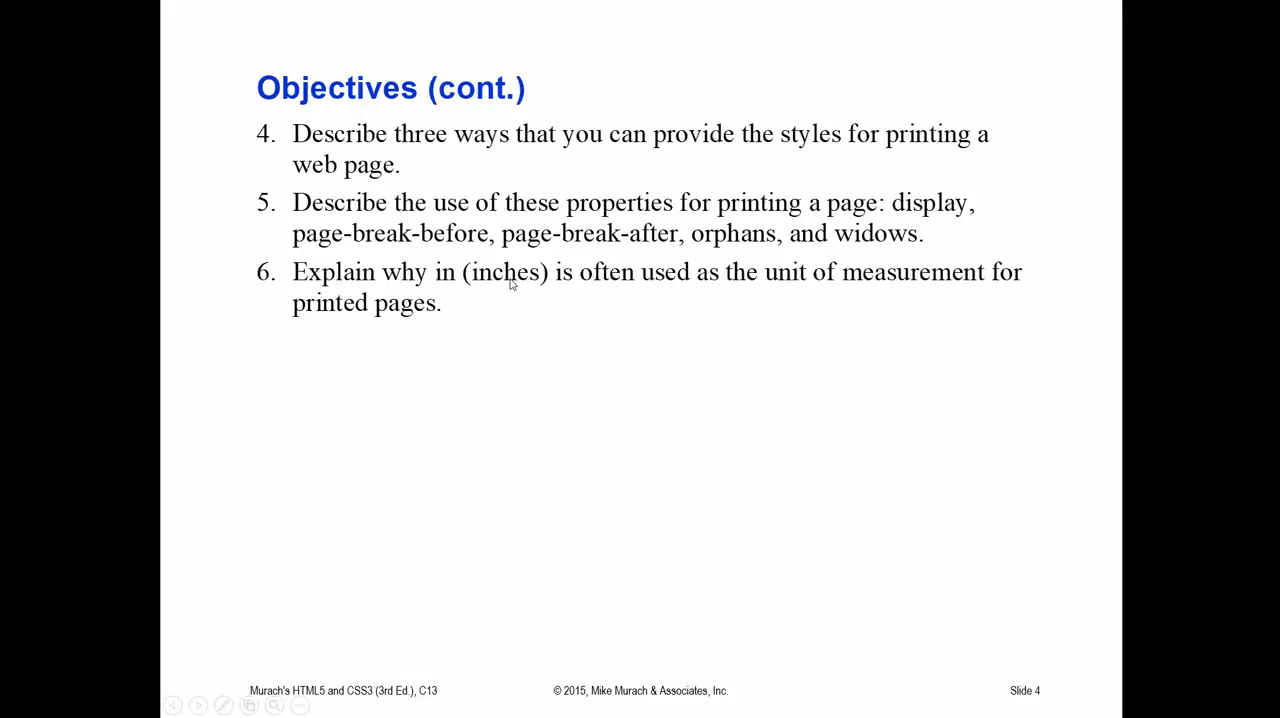 Objectives (cont.)
4. Describe three ways that you can provide the styles for printing a
web page.
5. Describe the use of these properties for printing a page: display,
page-break-before, page-break-after, orphans, and widows.
6. Explain why in (inches) is often used as the unit of measurement for
printed pages.
Murach's HTML5 and CSS3 (3rd Ed.), C13
© 2015, Mike Murach & Associates, Inc.
Slide 4